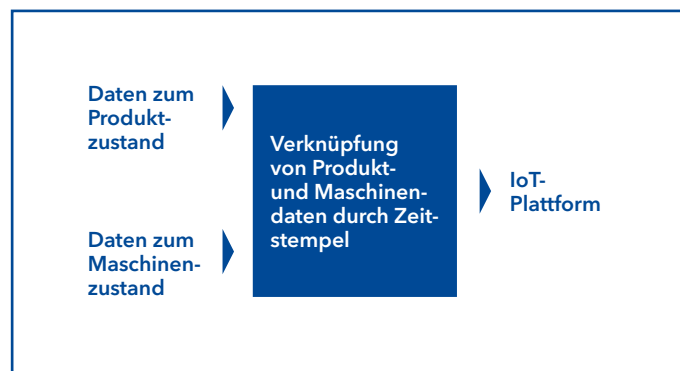 Daten zum
Produkt-
zustand
Daten zum
Maschinen-
zustand
Verknüpfung
von Produkt-
und Maschinen-
daten durch Zeit-
stempel
IoT-
Plattform